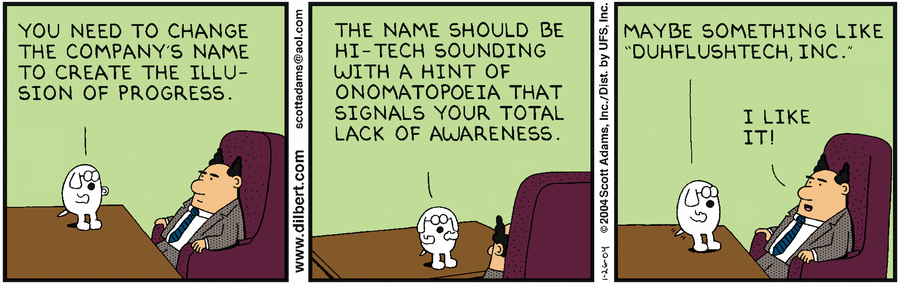 YOU NEED TO CHANGE
THE COMPANY'S NAME
TO CREATE THE ILLU-
SION OF PROGRESS.
www.dilbert.com
scottadams@aol.com
THE NAME SHOULD BE
HI-TECH SOUNDING
WITH A HINT OF
ONOMATOPOEIA THAT
SIGNALS YOUR TOTAL
LACK OF AWARENESS.
1-26-04
© 2004 Scott Adams, Inc./Dist. by UFS, Inc.
MAYBE SOMETHING LIKE
"DUHFLUSHTECH, INC."
I LIKE
IT!